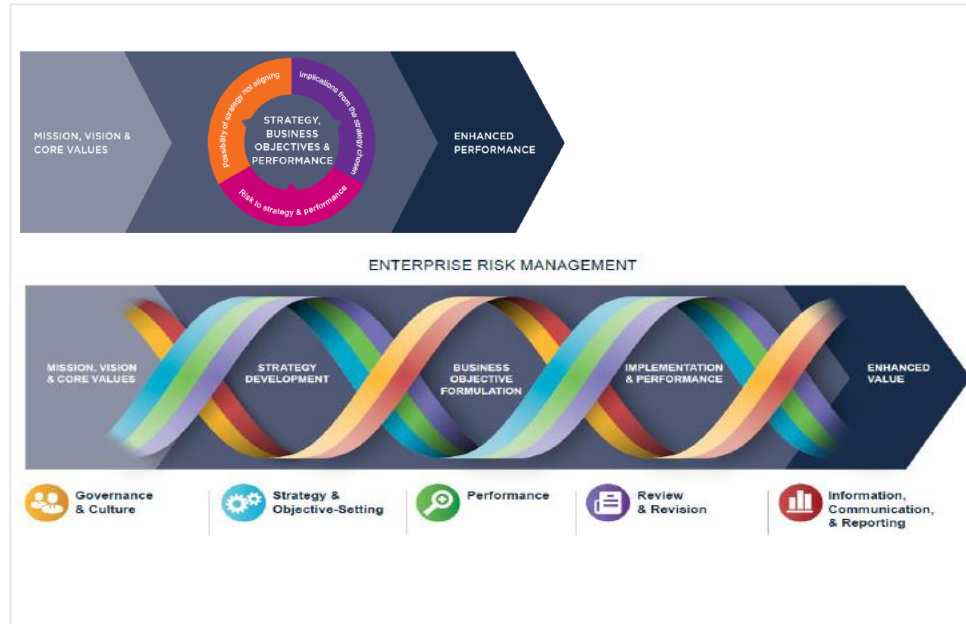 MISSION, VISION &
CORE VALUES
Possibility of strategy not aligning
Implications from the strategy chosen
STRATEGY,
BUSINESS
OBJECTIVES &
PERFORMANCE
Risk to strategy & performance
ENHANCED
PERFORMANCE
ENTERPRISE RISK MANAGEMENT
MISSION, VISION
& CORE VALUES
STRATEGY
DEVELOPMENT
BUSINESS
OBJECTIVE
FORMULATION
IMPLEMENTATION
& PERFORMANCE
ENHANCED
VALUE
Governance
& Culture
Strategy &
Objective-Setting
Performance
Review
& Revision
Information,
Communication,
& Reporting